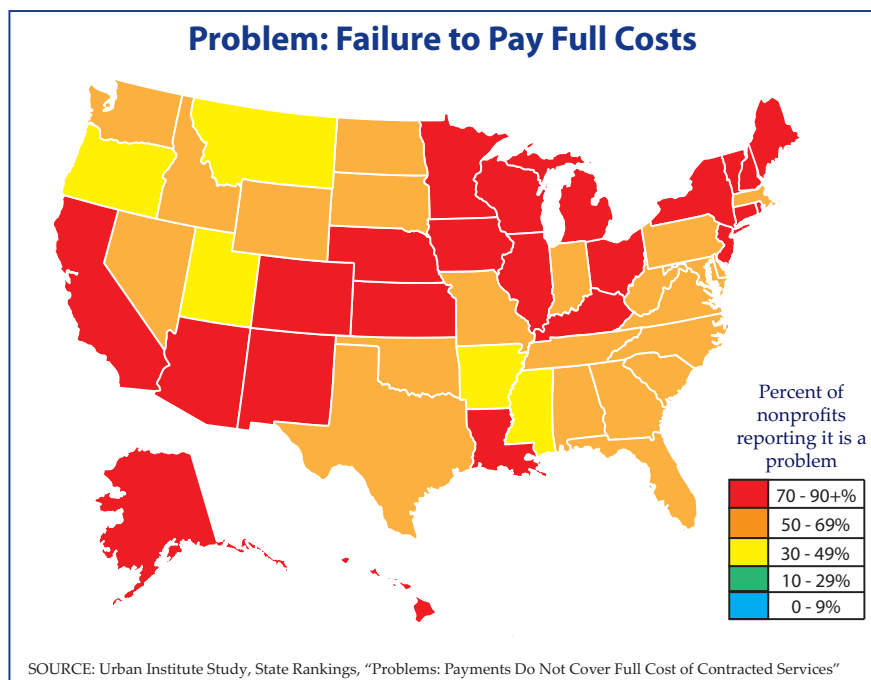 Problem: Failure to Pay Full Costs
Percent of
nonprofits
reporting it is a
problem
70 - 90+%
50 - 69%
30 - 49%
10 - 29%
0 - 9%
SOURCE: Urban Institute Study, State Rankings, “Problems: Payments Do Not Cover Full Cost of Contracted Services”